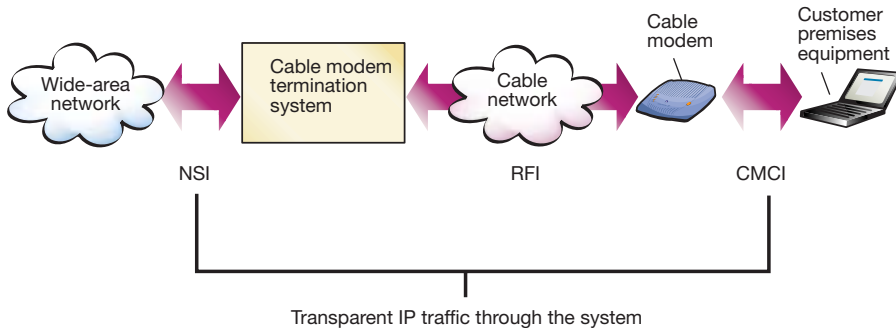 Wide-area
network
Cable modem
termination
system
Cable
network
Cable
modem
Customer
premises
equipment
NSI
RFI
CMCI
Transparent IP traffic through the system